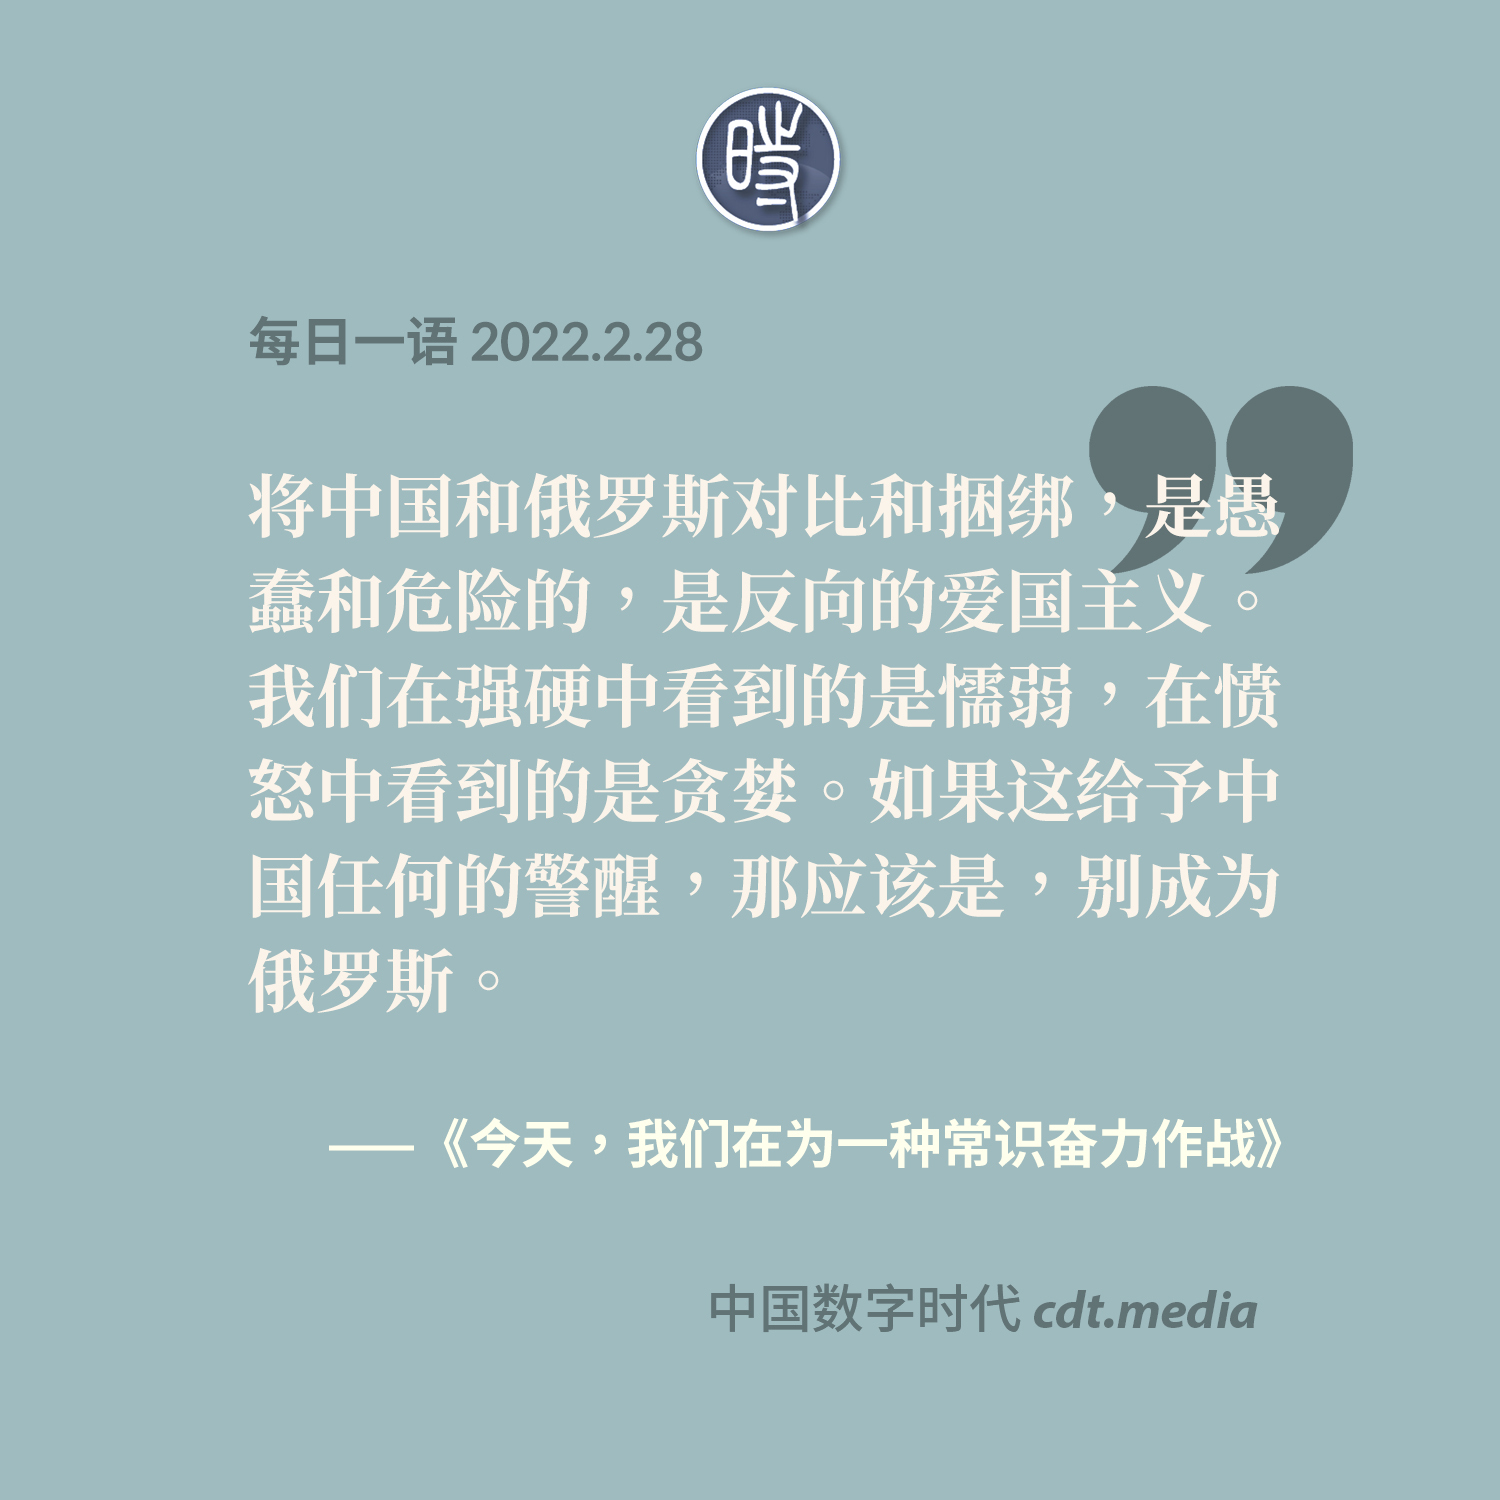 時
每日一语 2022.2.28
将中国和俄罗斯对比和捆绑，是愚
蠢和危险的，是反向的爱国主义。
我们在强硬中看到的是懦弱，在愤
怒中看到的是贪婪。如果这给予中
国任何的警醒，那应该是，别成为
俄罗斯。
——《今天，我们在为一种常识奋力作战》
中国数字时代 cdt.media